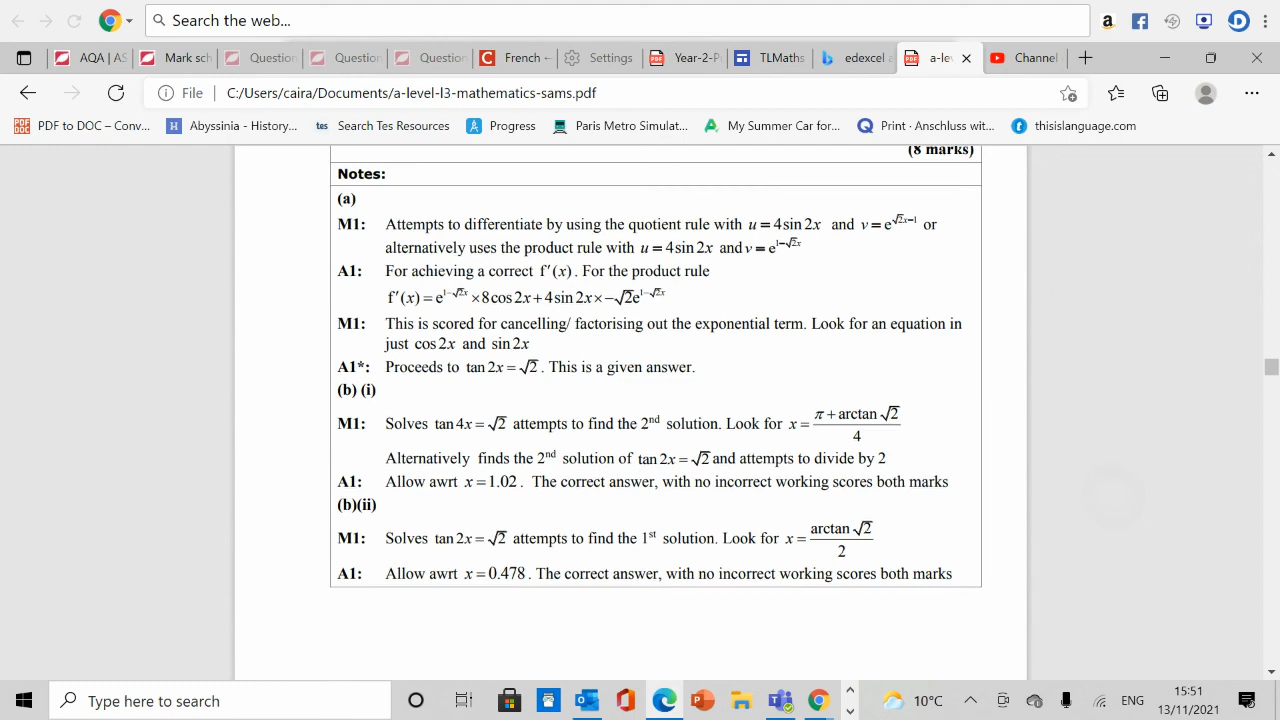 Search the web...
AQA | AS
Mark sch
Questio
Question
Question
French -
Settings
Year-2-P
TLMaths
edexcel a
a-lev
Channel
File C:/Users/caira/Documents/a-level-l3-mathematics-sams.pdf
PDF to DOC – Conv...
Abyssinia - History...
tes Search Tes Resources
Progress
Paris Metro Simulat...
My Summer Car for...
Print · Anschluss wit...
thisislanguage.com
(8 marks)
Notes:
(a)
M1: Attempts to differentiate by using the quotient rule with u = 4sin 2x and v = e^(√2x−1) or
alternatively uses the product rule with u = 4sin 2x and v = e^(1−√2x)
A1: For achieving a correct f′(x). For the product rule
f′(x) = e^(1−√2x) × 8cos 2x + 4sin 2x × −√2e^(1−√2x)
M1: This is scored for cancelling/ factorising out the exponential term. Look for an equation in
just cos 2x and sin 2x
A1*: Proceeds to tan 2x = √2. This is a given answer.
(b) (i)
M1: Solves tan 4x = √2 attempts to find the 2nd solution. Look for x = (π + arctan √2)/4
Alternatively finds the 2nd solution of tan 2x = √2 and attempts to divide by 2
A1: Allow awrt x = 1.02. The correct answer, with no incorrect working scores both marks
(b)(ii)
M1: Solves tan 2x = √2 attempts to find the 1st solution. Look for x = (arctan √2)/2
A1: Allow awrt x = 0.478. The correct answer, with no incorrect working scores both marks
Type here to search
10°C
ENG
15:51
13/11/2021